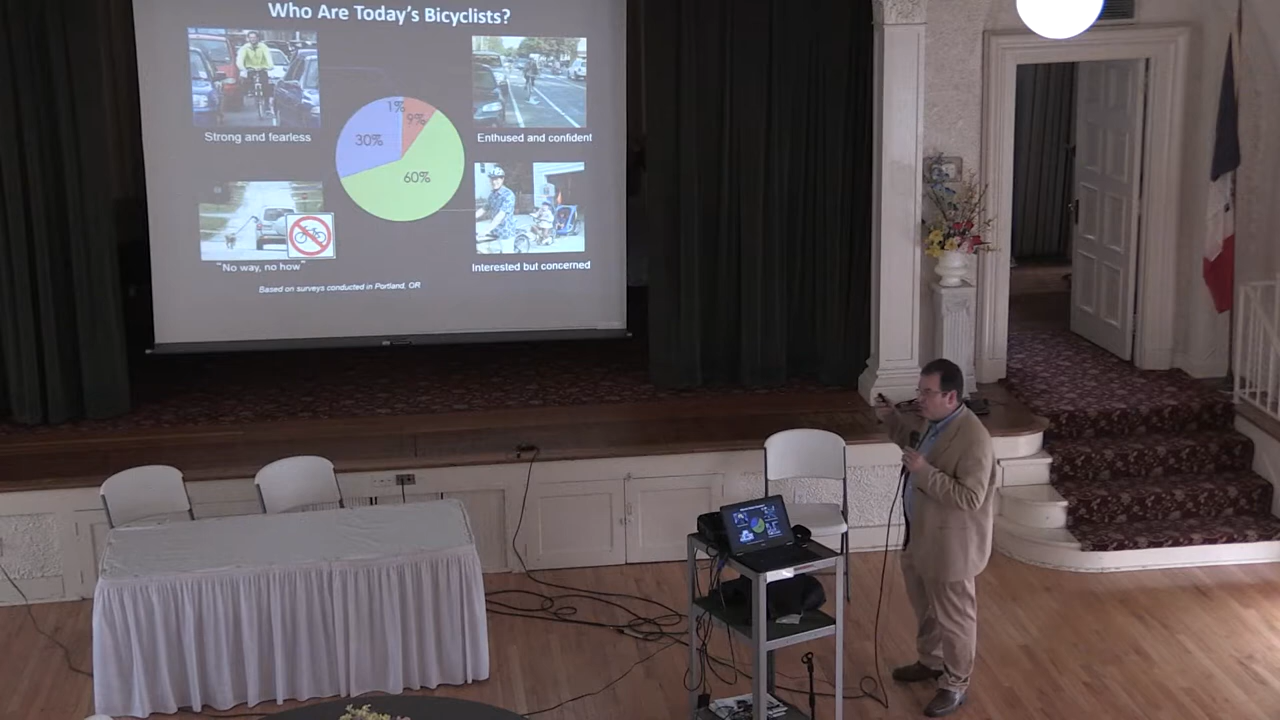 Who Are Today's Bicyclists?
Strong and fearless
Enthused and confident
1%
9%
30%
60%
"No way, no how"
Interested but concerned
Based on surveys conducted in Portland, OR